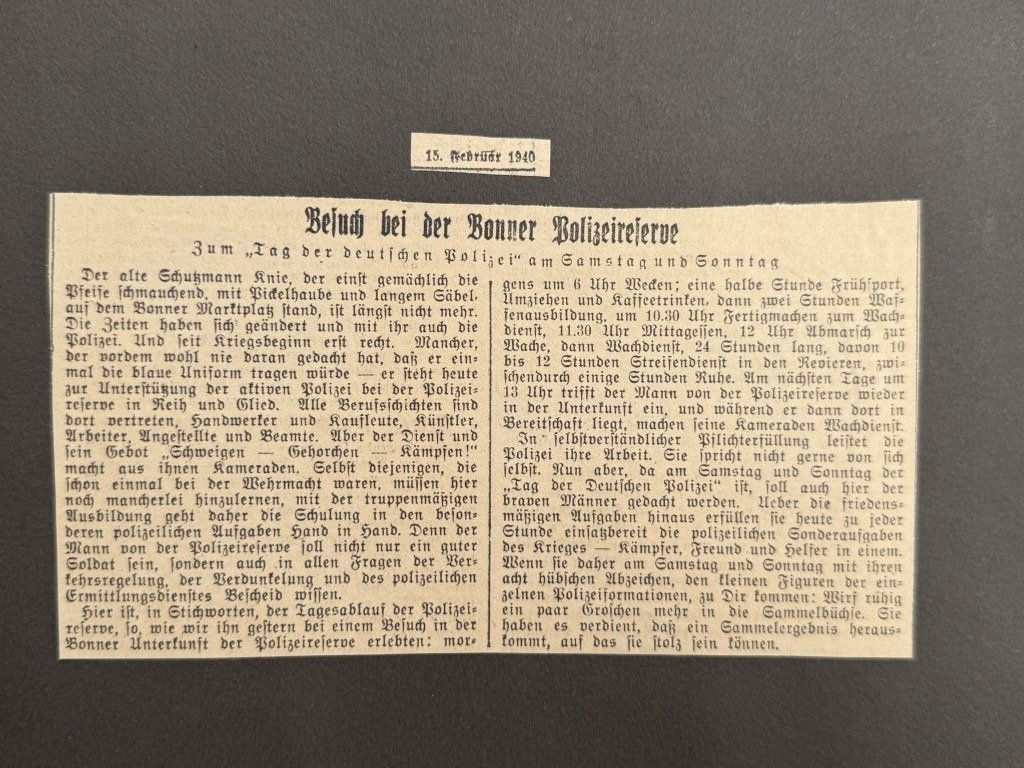 15. Februar 1940
Besuch bei der Bonner Polizeireserve
Zum „Tag der deutschen Polizei“ am Samstag und Sonntag
Der alte Schutzmann Knie, der einst gemächlich die
Pfeife schmauchend, mit Pickelhaube und langem Säbel
auf dem Bonner Marktplatz stand, ist längst nicht mehr.
Die Zeiten haben sich geändert und mit ihr auch die
Polizei. Und seit Kriegsbeginn erst recht. Mancher,
der vordem wohl nie daran gedacht hat, daß er ein-
mal die blaue Uniform tragen würde — er steht heute
zur Unterstützung der aktiven Polizei bei der Polizei-
reserve in Reih und Glied. Alle Berufsschichten sind
dort vertreten, Handwerker und Kaufleute, Künstler,
Arbeiter, Angestellte und Beamte. Aber der Dienst und
sein Gebot „Schweigen — Gehorchen — Kämpfen!“
macht aus ihnen Kameraden. Selbst diejenigen, die
schon einmal bei der Wehrmacht waren, müssen hier
noch mancherlei hinzulernen, mit der truppenmäßigen
Ausbildung geht daher die Schulung in den beson-
deren polizeilichen Aufgaben Hand in Hand. Denn der
Mann von der Polizeireserve soll nicht nur ein guter
Soldat sein, sondern auch in allen Fragen der Ver-
kehrsregelung, der Verdunkelung und des polizeilichen
Ermittlungsdienstes Bescheid wissen.
Hier ist, in Stichworten, der Tagesablauf der Polizei-
reserve, so, wie wir ihn gestern bei einem Besuch in der
Bonner Unterkunft der Polizeireserve erlebten: mor-
gens um 6 Uhr Wecken; eine halbe Stunde Frühsport,
Umziehen und Kaffeetrinken, dann zwei Stunden Waf-
fenausbildung, um 10.30 Uhr Fertigmachen zum Wach-
dienst, 11.30 Uhr Mittagessen, 12 Uhr Abmarsch zur
Wache, dann Wachdienst, 24 Stunden lang, davon 10
bis 12 Stunden Streifendienst in den Revieren, zwi-
schendurch einige Stunden Ruhe. Am nächsten Tage um
13 Uhr trifft der Mann von der Polizeireserve wieder
in der Unterkunft ein, und während er dann dort in
Bereitschaft liegt, machen seine Kameraden Wachdienst.
In selbstverständlicher Pflichterfüllung leistet die
Polizei ihre Arbeit. Sie spricht nicht gerne von sich
selbst. Nun aber, da am Samstag und Sonntag der
„Tag der Deutschen Polizei“ ist, soll auch hier der
braven Männer gedacht werden. Ueber die friedens-
mäßigen Aufgaben hinaus erfüllen sie heute zu jeder
Stunde einsatzbereit die polizeilichen Sonderaufgaben
des Krieges — Kämpfer, Freund und Helfer in einem.
Wenn sie daher am Samstag und Sonntag mit ihren
acht hübschen Abzeichen, den kleinen Figuren der ein-
zelnen Polizeiformationen, zu Dir kommen: Wirf ruhig
ein paar Groschen mehr in die Sammelbüchse. Sie
haben es verdient, daß ein Sammelergebnis heraus-
kommt, auf das sie stolz sein können.